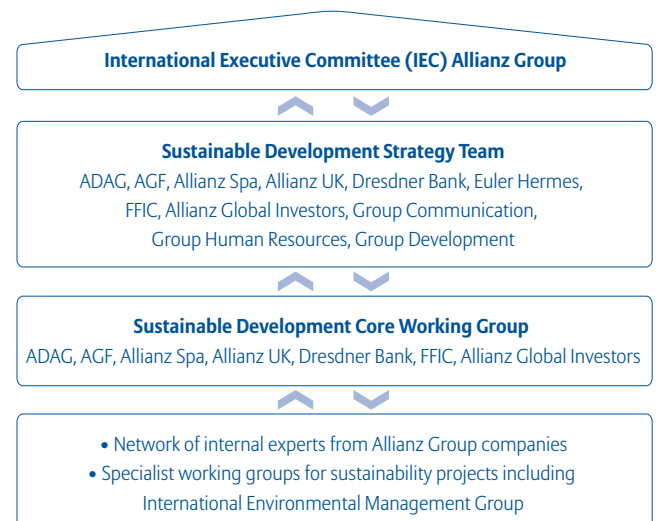 International Executive Committee (IEC) Allianz Group
Sustainable Development Strategy Team
ADAG, AGF, Allianz Spa, Allianz UK, Dresdner Bank, Euler Hermes,
FFIC, Allianz Global Investors, Group Communication,
Group Human Resources, Group Development
Sustainable Development Core Working Group
ADAG, AGF, Allianz Spa, Allianz UK, Dresdner Bank, FFIC, Allianz Global Investors
• Network of internal experts from Allianz Group companies
• Specialist working groups for sustainability projects including
International Environmental Management Group